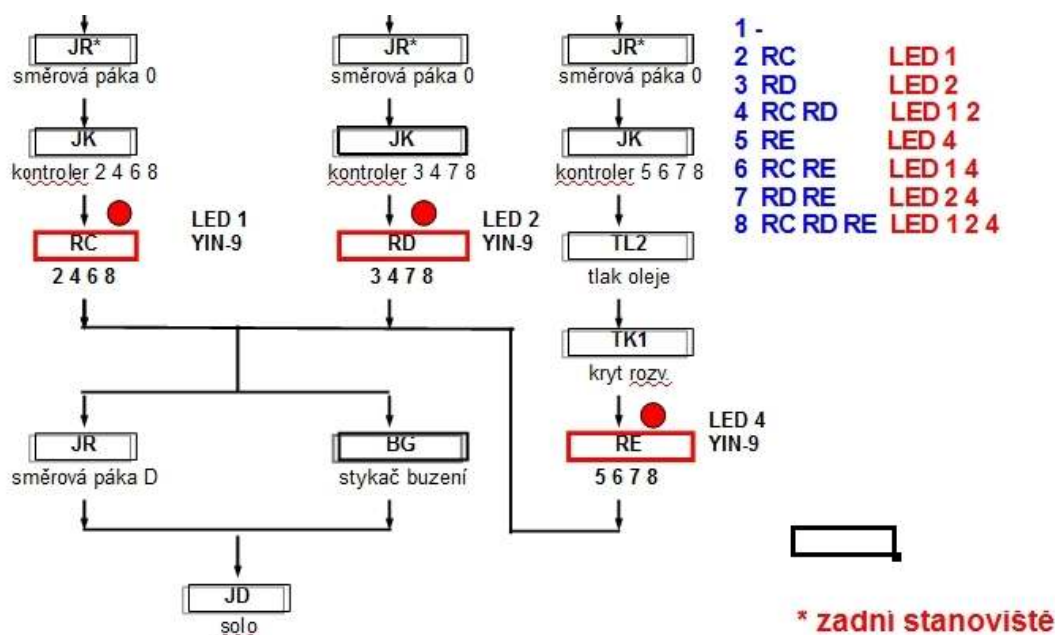 JR* JR* JR*
směrová páka 0 směrová páka 0 směrová páka 0
JK JK JK
kontroler 2 4 6 8 kontroler 3 4 7 8 kontroler 5 6 7 8
LED 1 LED 2
YIN-9 YIN-9
RC RD TL2
2 4 6 8 3 4 7 8 tlak oleje
TK1
kryt rozv.
LED 4
YIN-9
JR BG RE
směrová páka D stykač buzení 5 6 7 8
JD
solo
1 -
2 RC LED 1
3 RD LED 2
4 RC RD LED 1 2
5 RE LED 4
6 RC RE LED 1 4
7 RD RE LED 2 4
8 RC RD RE LED 1 2 4
* zadní stanoviště